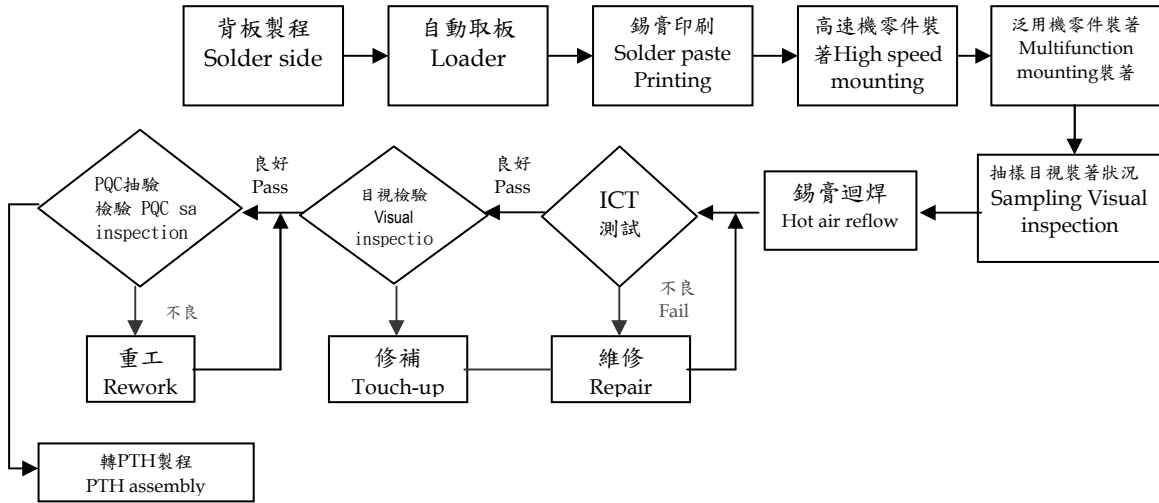 背板製程
Solder side
自動取板
Loader
錫膏印刷
Solder paste
Printing
高速機零件裝
著High speed
mounting
泛用機零件裝著
Multifunction
mounting裝著
抽樣目視裝著狀況
Sampling Visual
inspection
錫膏迴焊
Hot air reflow
ICT
測試
良好
Pass
不良
Fail
維修
Repair
目視檢驗
Visual
inspectio
修補
Touch-up
良好
Pass
PQC抽驗
檢驗 PQC sa
inspection
不良
重工
Rework
轉PTH製程
PTH assembly